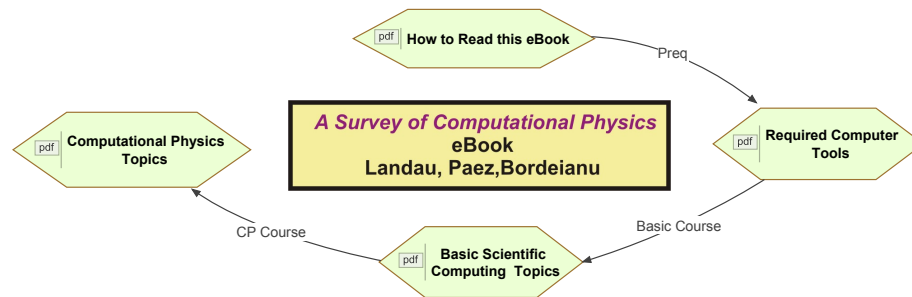 pdf How to Read this eBook
Preq
A Survey of Computational Physics
eBook
Landau, Paez,Bordeianu
pdf Required Computer
Tools
pdf Computational Physics
Topics
Basic Course
CP Course
pdf Basic Scientific
Computing Topics